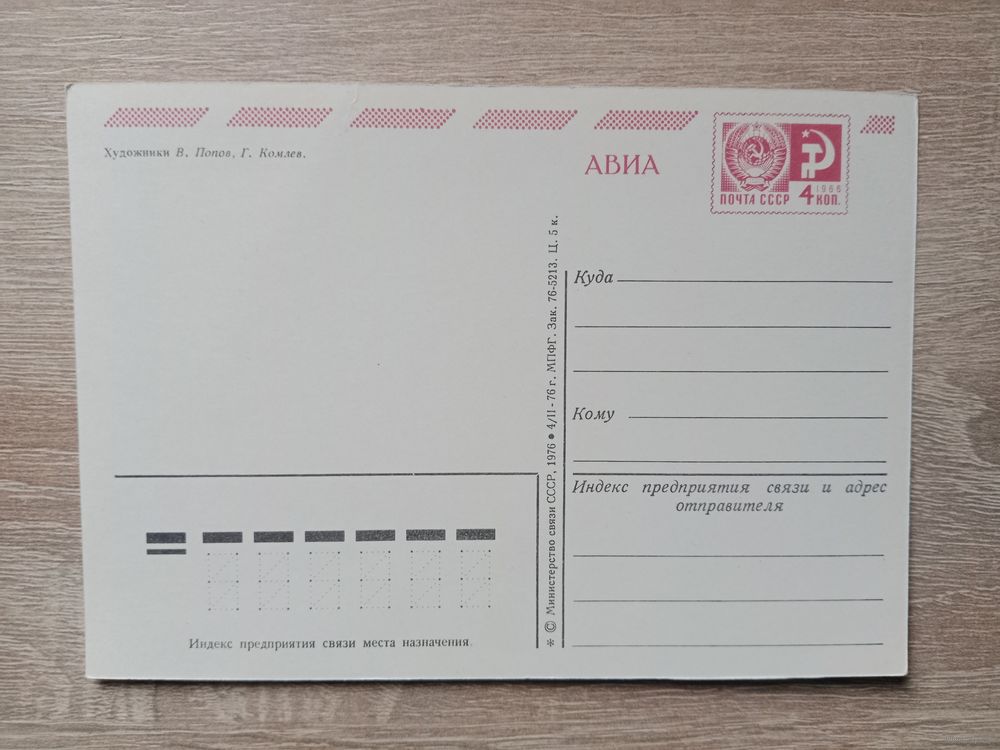 Художники В. Попов, Г. Комлев.
АВИА
1966
ПОЧТА СССР 4 КОП.
* © Министерство связи СССР, 1976 ● 4/II - 76 г. МПФГ. Зак. 76-5213. Ц. 5 к.
Куда
Кому
Индекс предприятия связи и адрес
отправителя
Индекс предприятия связи места назначения